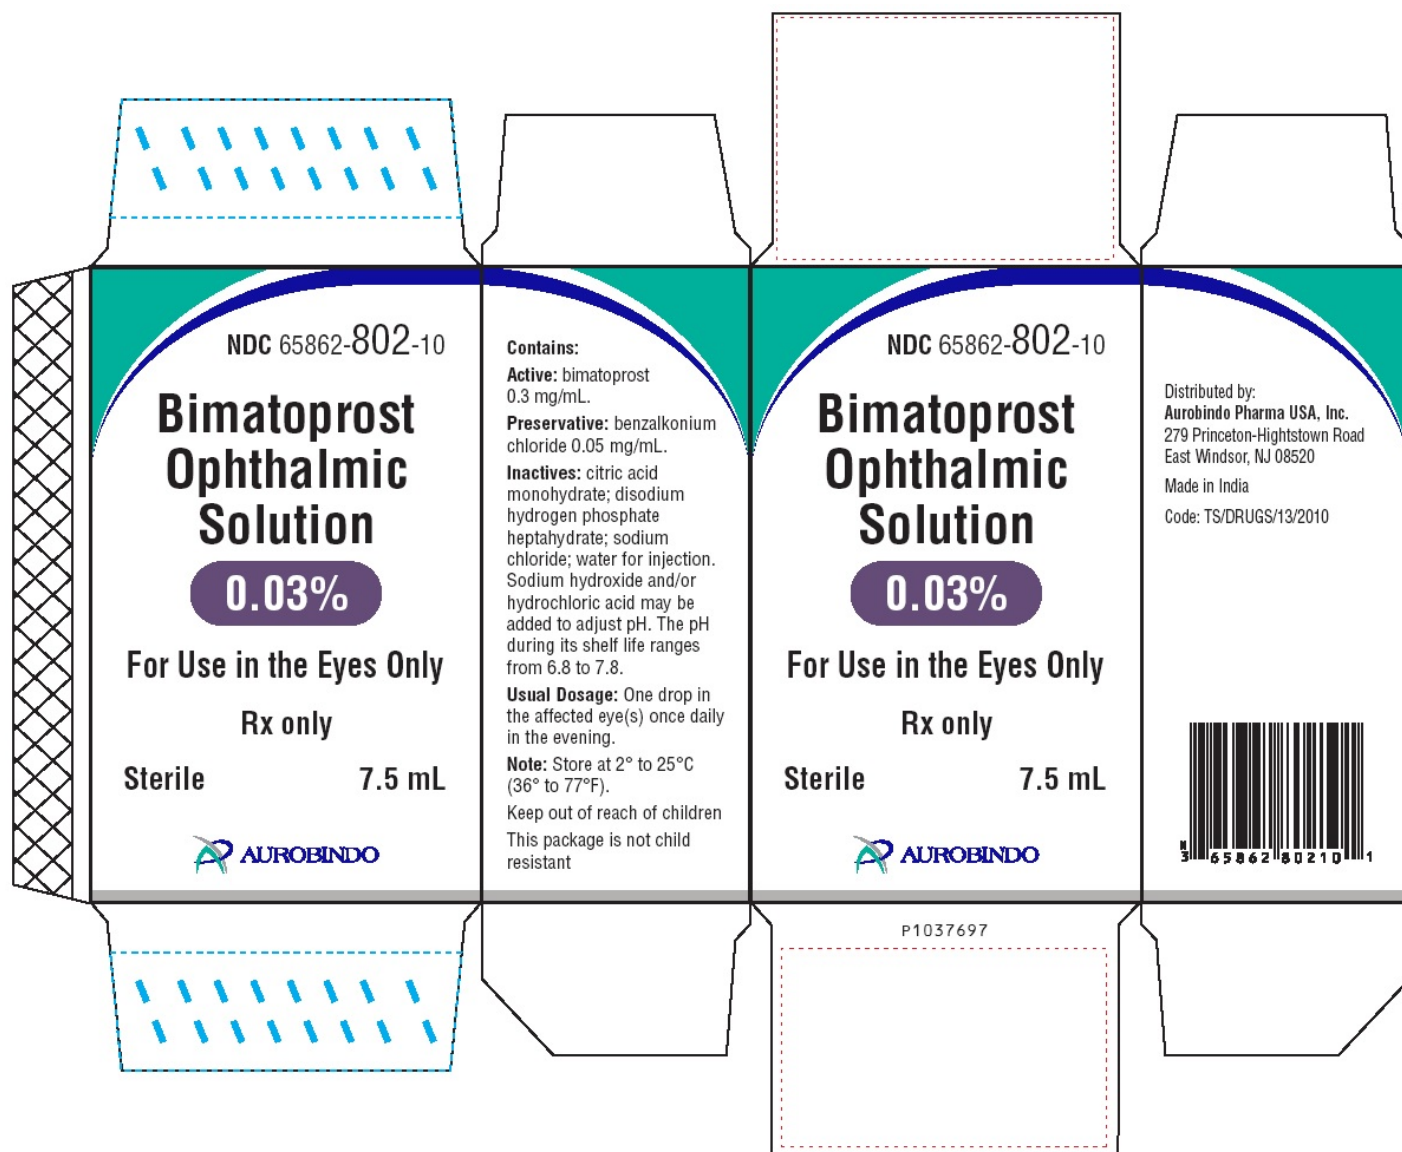 NDC 65862-802-10
Bimatoprost
Ophthalmic
Solution
0.03%
For Use in the Eyes Only
Rx only
Sterile 7.5 mL
AUROBINDO
Contains:
Active: bimatoprost
0.3 mg/mL.
Preservative: benzalkonium
chloride 0.05 mg/mL.
Inactives: citric acid
monohydrate; disodium
hydrogen phosphate
heptahydrate; sodium
chloride; water for injection.
Sodium hydroxide and/or
hydrochloric acid may be
added to adjust pH. The pH
during its shelf life ranges
from 6.8 to 7.8.
Usual Dosage: One drop in
the affected eye(s) once daily
in the evening.
Note: Store at 2° to 25°C
(36° to 77°F).
Keep out of reach of children
This package is not child
resistant
NDC 65862-802-10
Bimatoprost
Ophthalmic
Solution
0.03%
For Use in the Eyes Only
Rx only
Sterile 7.5 mL
AUROBINDO
P1037697
Distributed by:
Aurobindo Pharma USA, Inc.
279 Princeton-Hightstown Road
East Windsor, NJ 08520
Made in India
Code: TS/DRUGS/13/2010
N
3 65862 80210 1